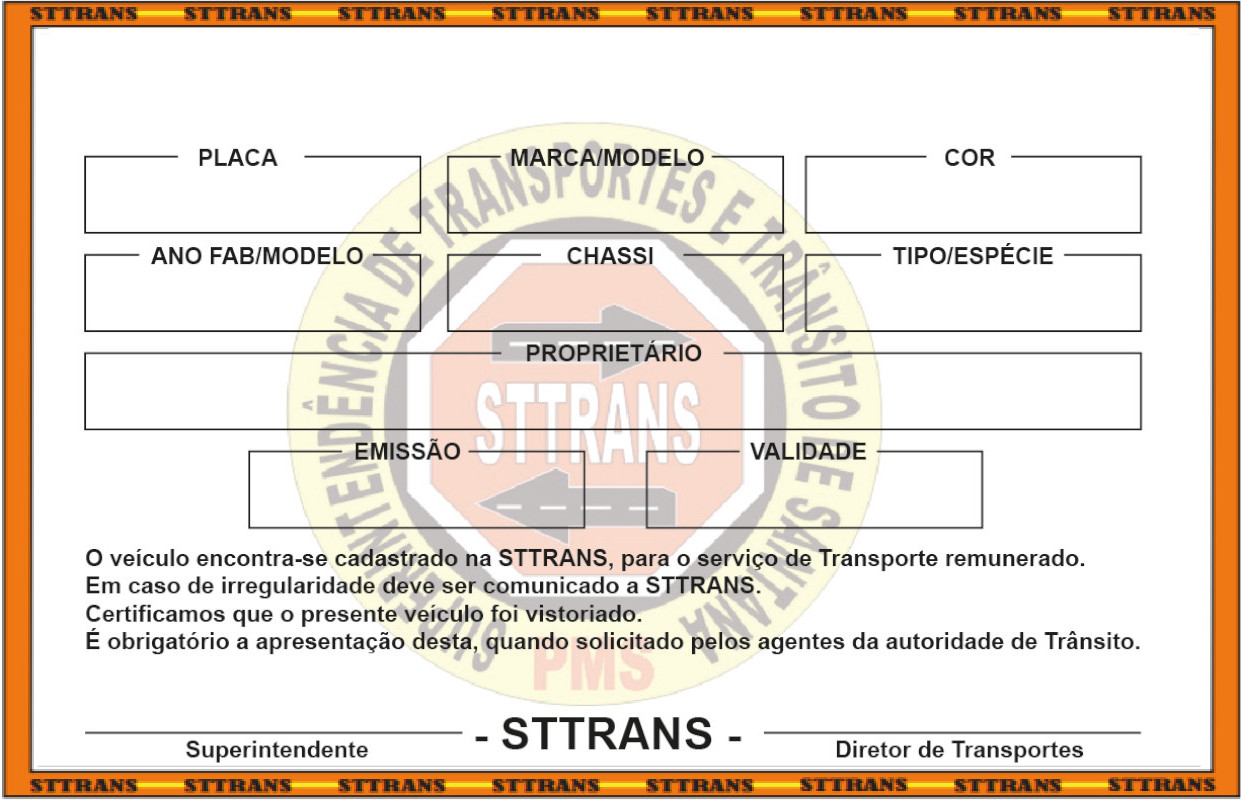 STTRANS STTRANS STTRANS STTRANS STTRANS STTRANS STTRANS STTRANS
PLACA MARCA/MODELO COR
ANO FAB/MODELO CHASSI TIPO/ESPÉCIE
PROPRIETÁRIO
EMISSÃO VALIDADE
SUPERINTENDÊNCIA DE TRANSPORTES E TRÂNSITO DE SANTANA
STTRANS
PMS
O veículo encontra-se cadastrado na STTRANS, para o serviço de Transporte remunerado.
Em caso de irregularidade deve ser comunicado a STTRANS.
Certificamos que o presente veículo foi vistoriado.
É obrigatório a apresentação desta, quando solicitado pelos agentes da autoridade de Trânsito.
- STTRANS -
Superintendente Diretor de Transportes
STTRANS STTRANS STTRANS STTRANS STTRANS STTRANS STTRANS STTRANS